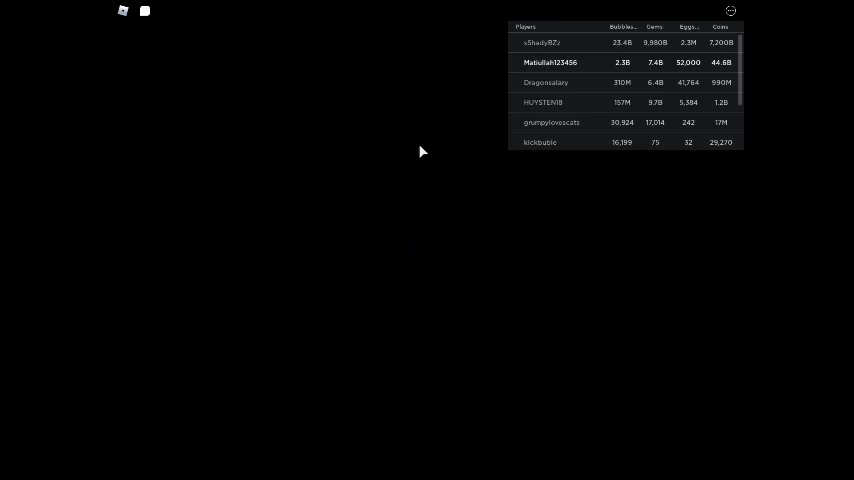 Players Bubbles... Gems Eggs... Coins
sShadyBZz 23.4B 9,980B 2.3M 7,200B
Matiullah123456 2.3B 7.4B 52,000 44.6B
Dragonsalary 310M 6.4B 41,764 990M
HUYSTEN18 157M 9.7B 5,384 1.2B
grumpylovescats 30,924 17,014 242 17M
kickbuble 16,199 75 32 29,270